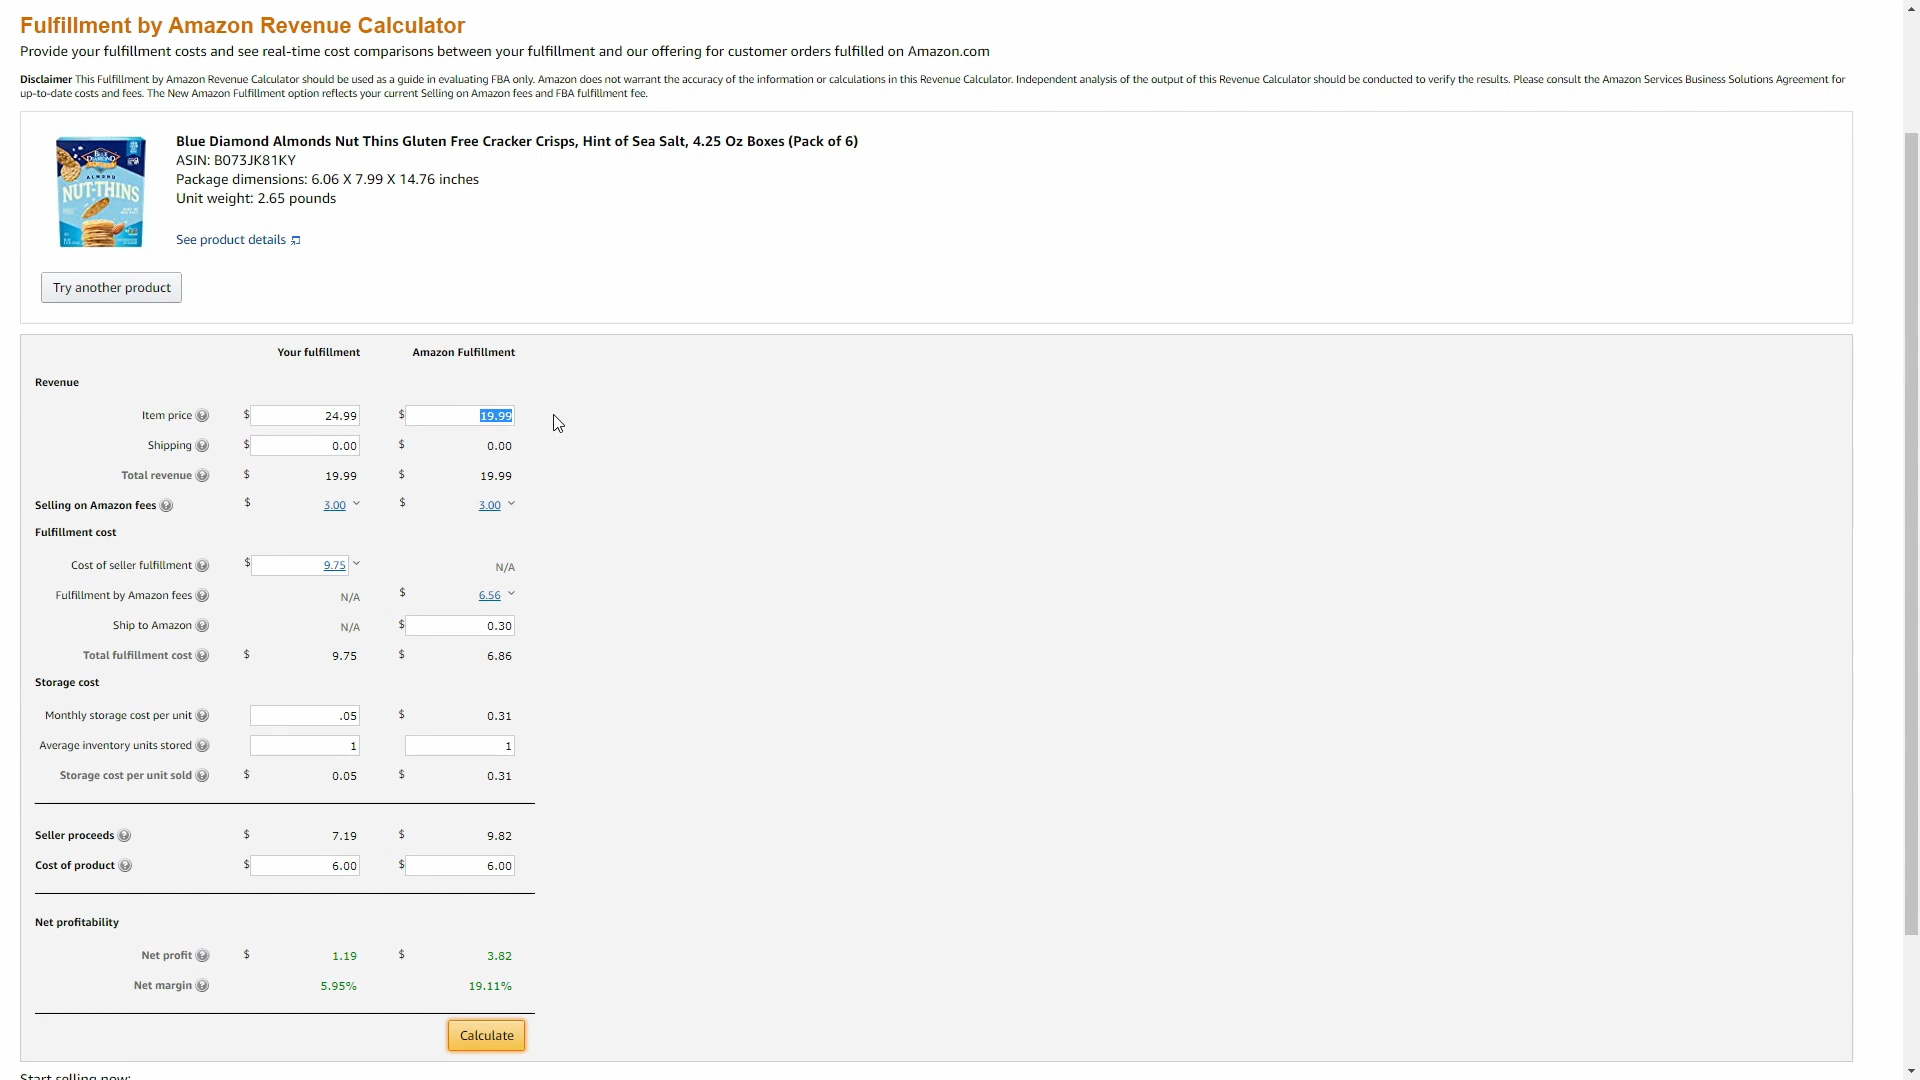 Fulfillment by Amazon Revenue Calculator
Provide your fulfillment costs and see real-time cost comparisons between your fulfillment and our offering for customer orders fulfilled on Amazon.com
Disclaimer This Fulfillment by Amazon Revenue Calculator should be used as a guide in evaluating FBA only. Amazon does not warrant the accuracy of the information or calculations in this Revenue Calculator. Independent analysis of the output of this Revenue Calculator should be conducted to verify the results. Please consult the Amazon Services Business Solutions Agreement for
up-to-date costs and fees. The New Amazon Fulfillment option reflects your current Selling on Amazon fees and FBA fulfillment fee.
Blue Diamond Almonds Nut Thins Gluten Free Cracker Crisps, Hint of Sea Salt, 4.25 Oz Boxes (Pack of 6)
ASIN: B073JK81KY
Package dimensions: 6.06 X 7.99 X 14.76 inches
Unit weight: 2.65 pounds
See product details
BLUE DIAMOND
ALMOND
NUT-THINS
Try another product
Your fulfillment Amazon Fulfillment
Revenue
Item price $ 24.99 $ 19.99
Shipping $ 0.00 $ 0.00
Total revenue $ 19.99 $ 19.99
Selling on Amazon fees $ 3.00 $ 3.00
Fulfillment cost
Cost of seller fulfillment $ 9.75 N/A
Fulfillment by Amazon fees N/A $ 6.56
Ship to Amazon N/A $ 0.30
Total fulfillment cost $ 9.75 $ 6.86
Storage cost
Monthly storage cost per unit .05 $ 0.31
Average inventory units stored 1 1
Storage cost per unit sold $ 0.05 $ 0.31
Seller proceeds $ 7.19 $ 9.82
Cost of product $ 6.00 $ 6.00
Net profitability
Net profit $ 1.19 $ 3.82
Net margin 5.95% 19.11%
Calculate
Start selling now: